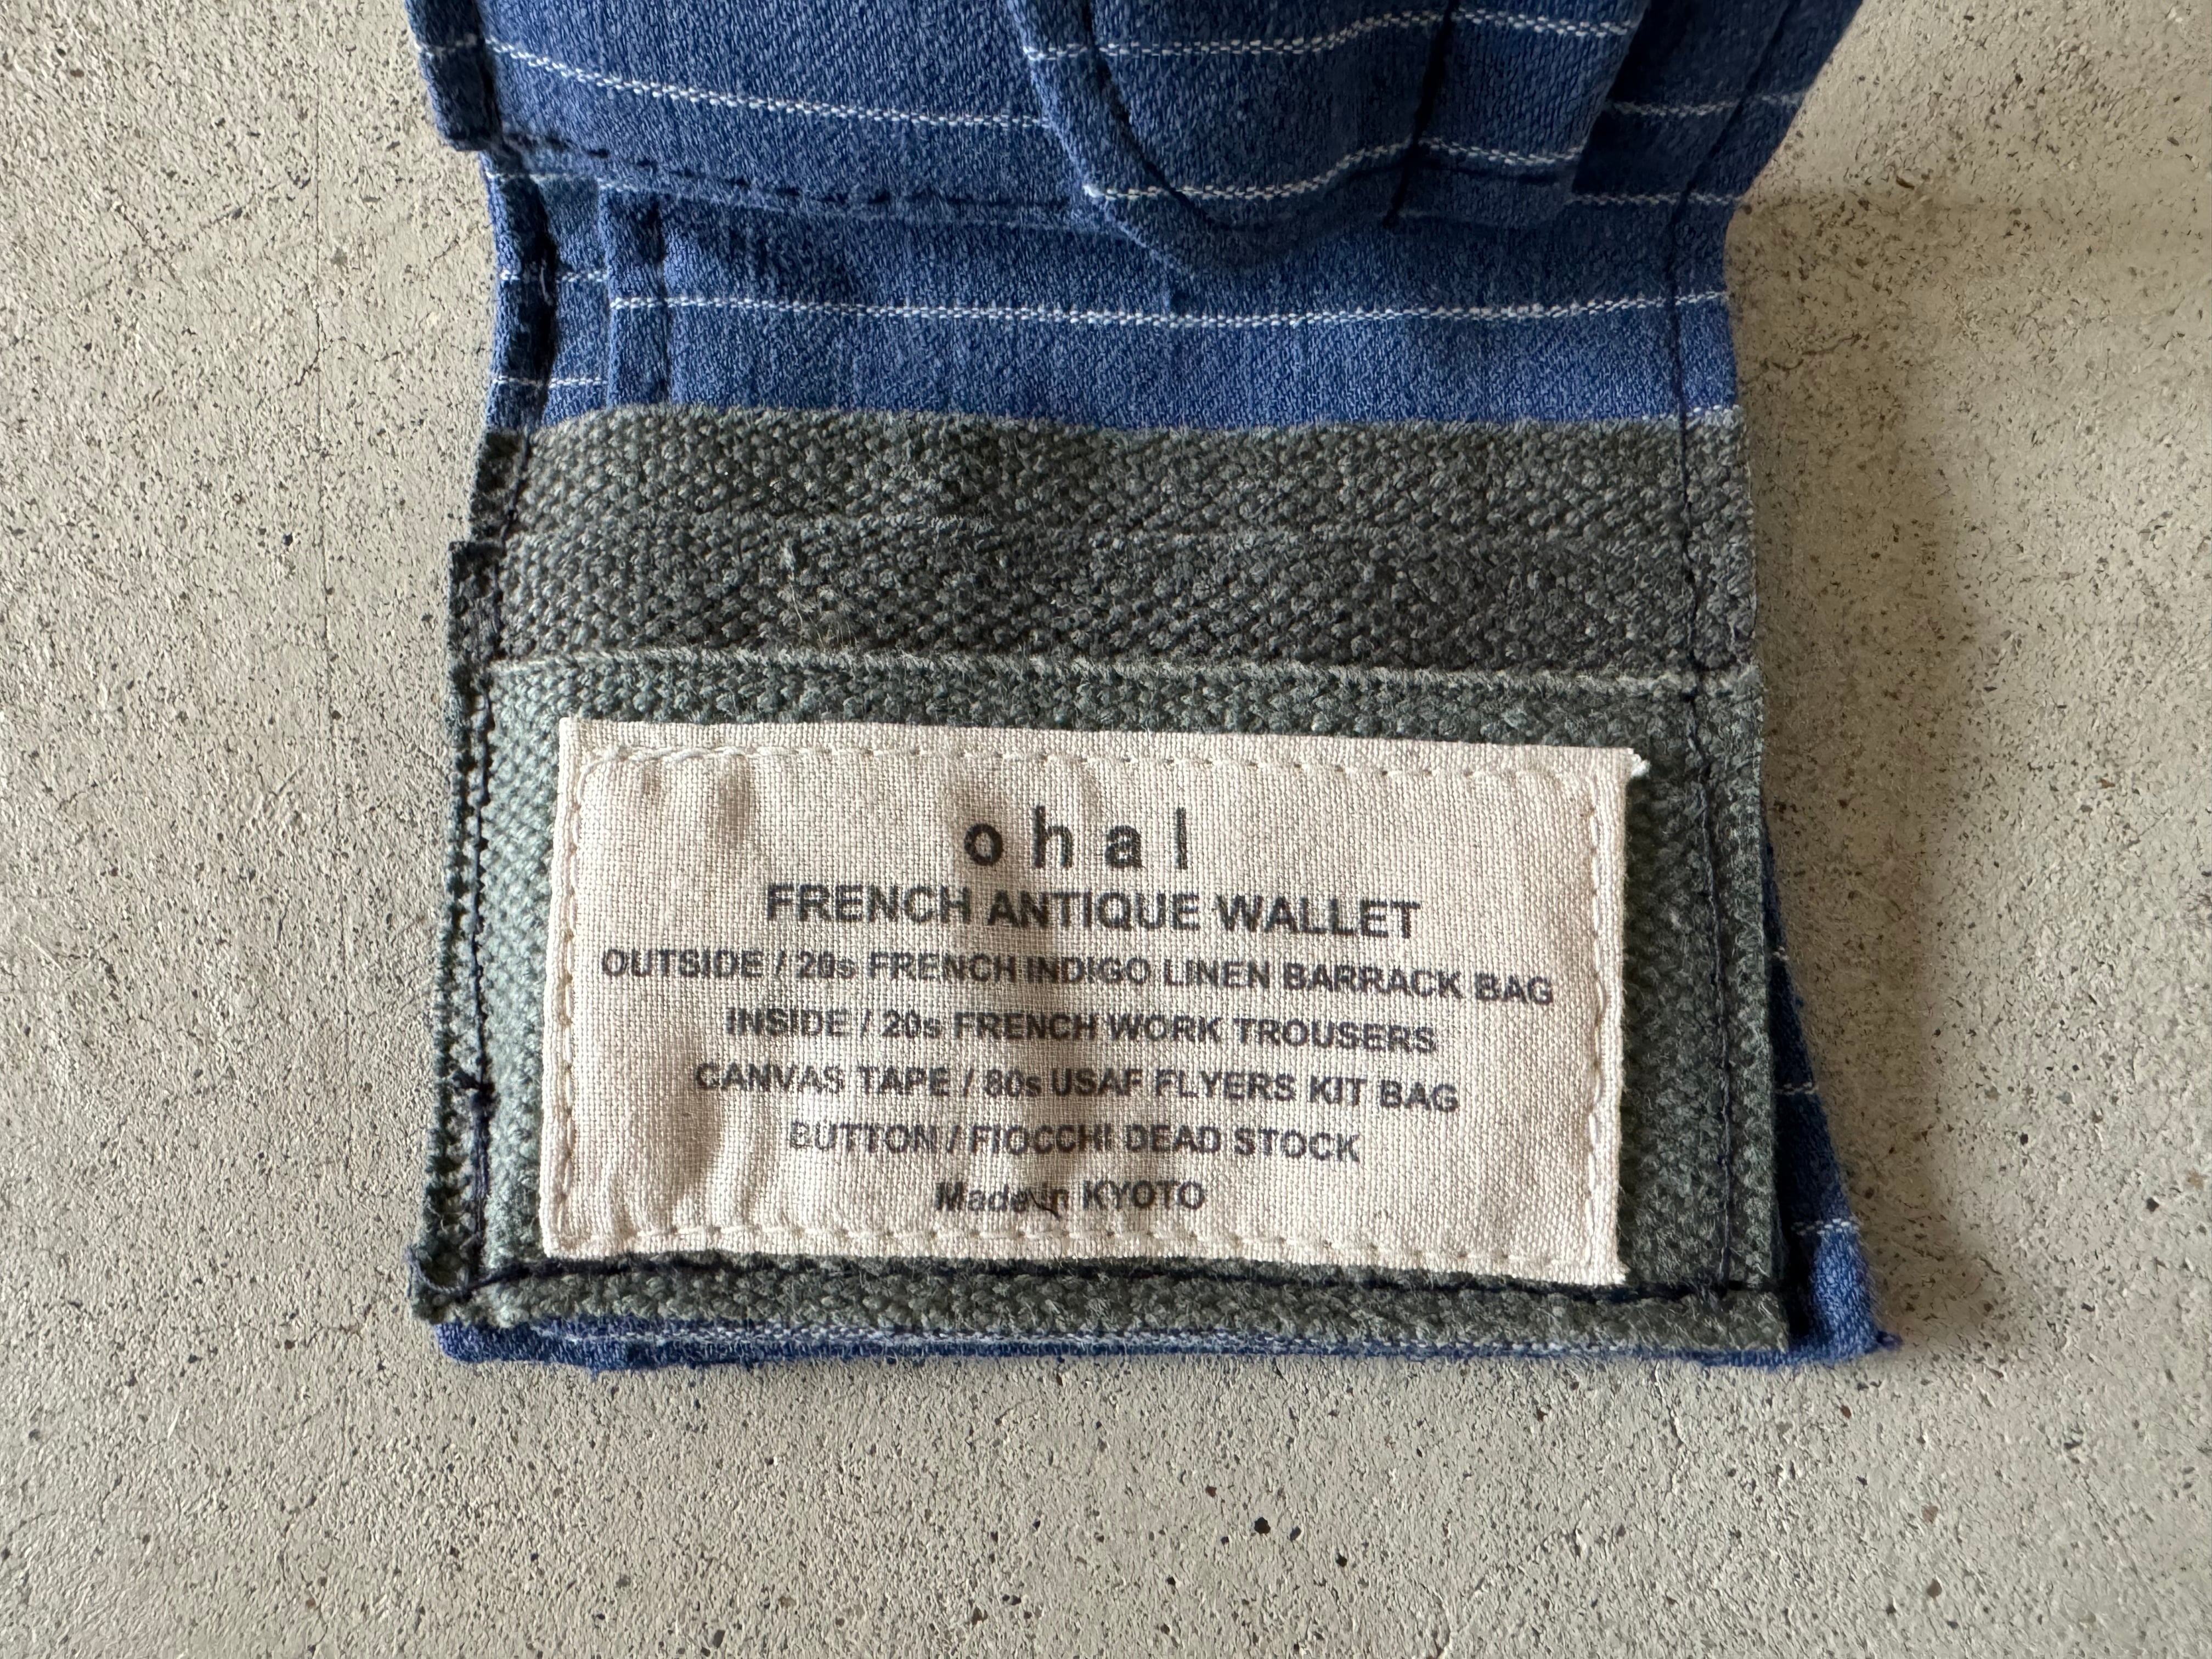 ohal
FRENCH ANTIQUE WALLET
OUTSIDE / 20s FRENCH INDIGO LINEN BARRACK BAG
INSIDE / 20s FRENCH WORK TROUSERS
CANVAS TAPE / 80s USAF FLYERS KIT BAG
BUTTON / FIOCCHI DEAD STOCK
Made in KYOTO